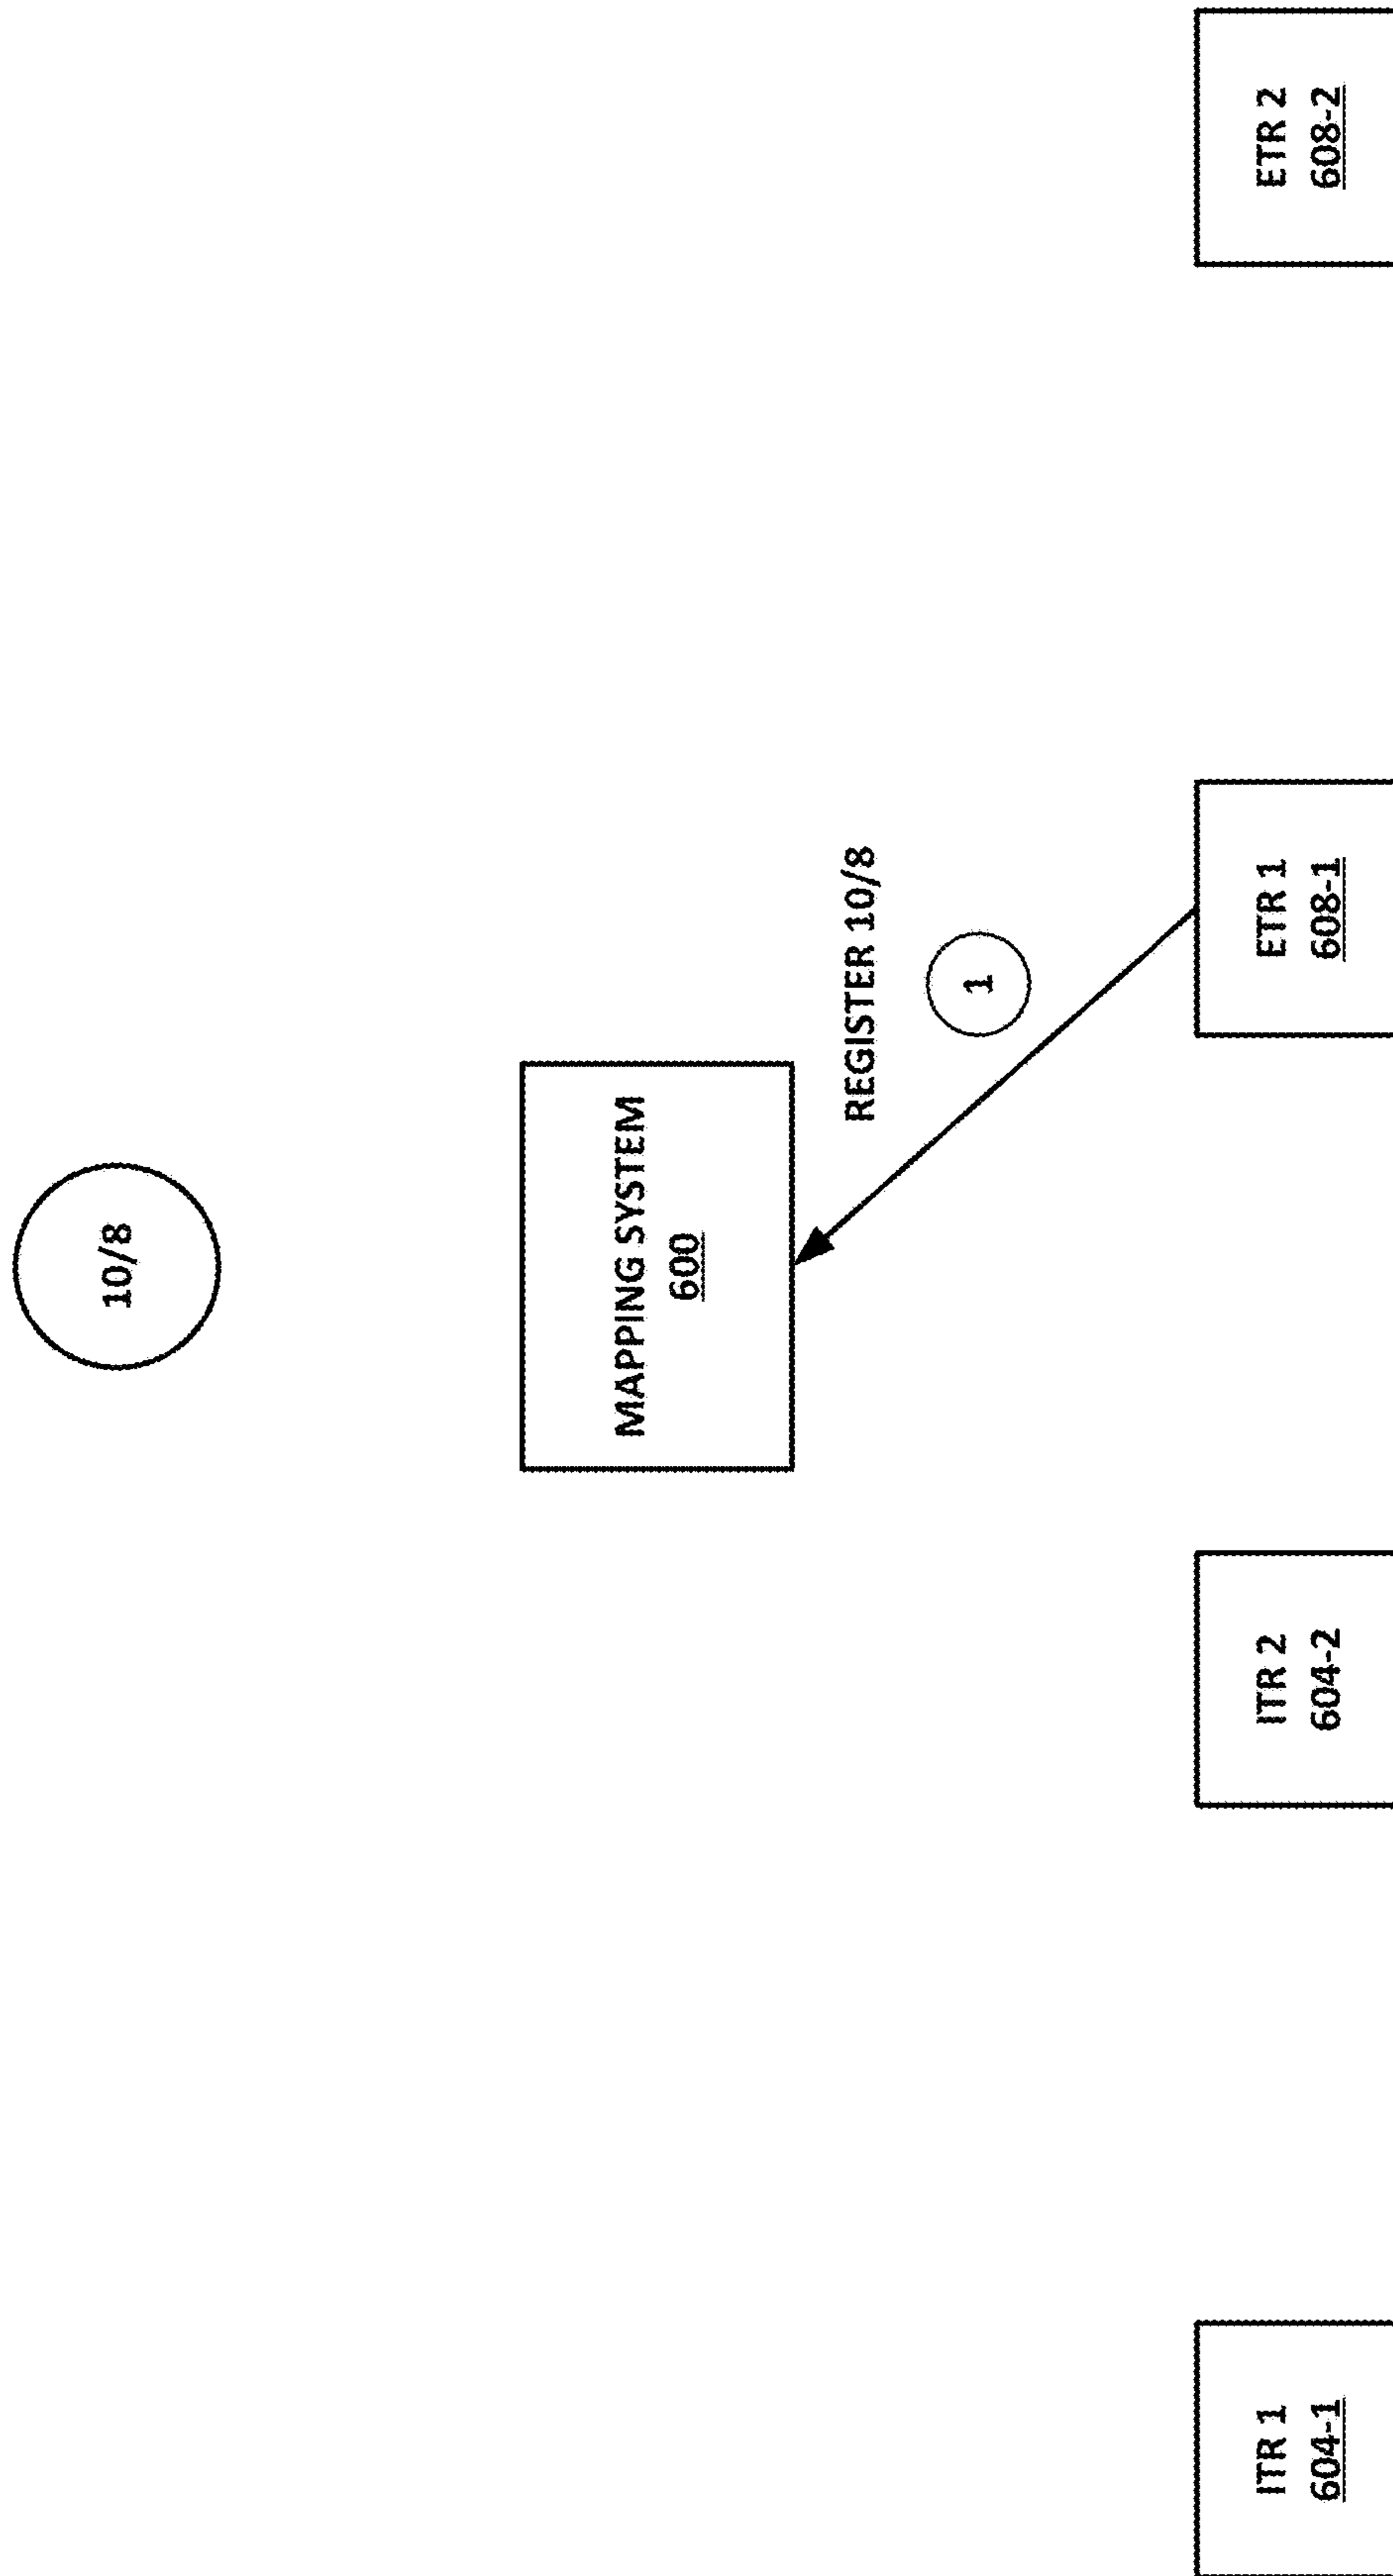 10/8
MAPPING SYSTEM
600
REGISTER 10/8
1
ITR 1
604-1
ITR 2
604-2
ETR 1
608-1
ETR 2
608-2